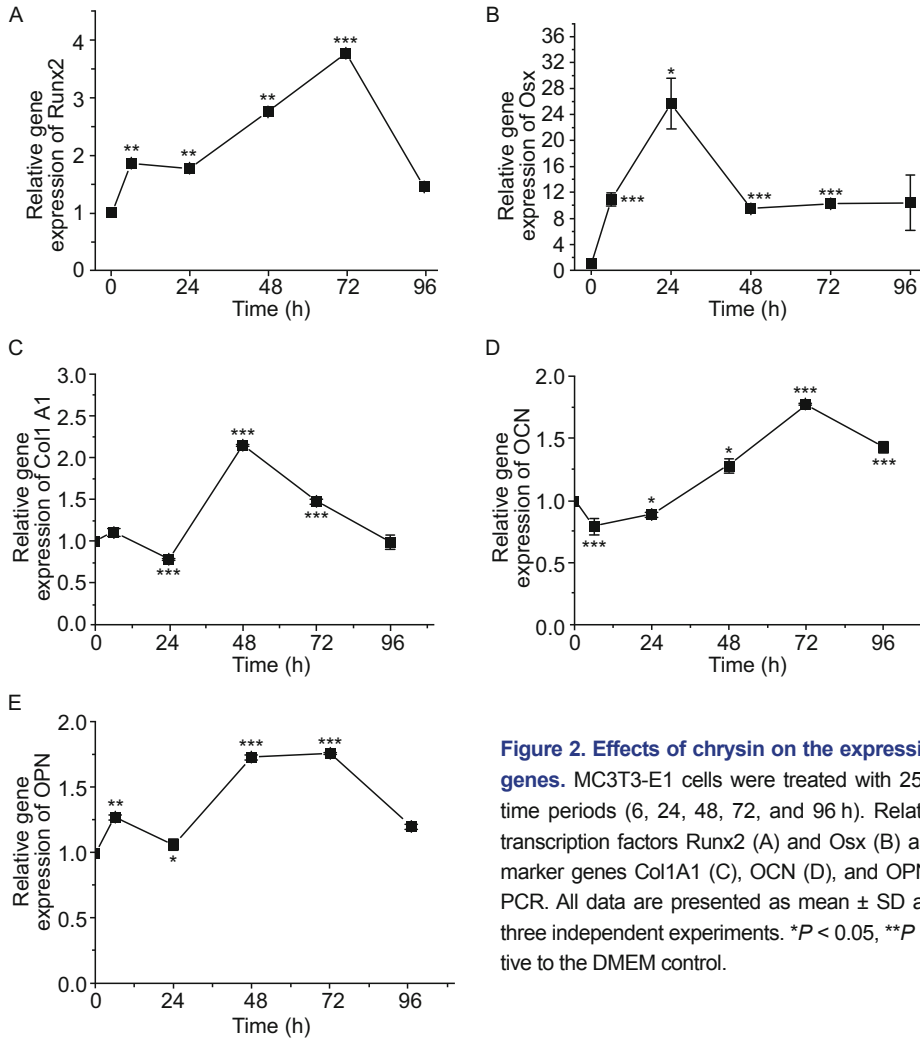 A
Relative gene
expression of Runx2
4
3
2
1
0
**
**
**
***
0 24 48 72 96
Time (h)
B
Relative gene
expression of Osx
36
32
28
24
20
16
12
8
4
0
***
*
***
***
0 24 48 72 96
Time (h)
C
Relative gene
expression of Col1 A1
3.0
2.5
2.0
1.5
1.0
0.5
0.0
***
***
***
0 24 48 72 96
Time (h)
D
Relative gene
expression of OCN
2.0
1.5
1.0
0.5
0.0
***
*
*
***
***
0 24 48 72 96
Time (h)
E
Relative gene
expression of OPN
2.0
1.5
1.0
0.5
0.0
**
*
***
***
0 24 48 72 96
Time (h)
Figure 2. Effects of chrysin on the
genes. MC3T3-E1 cells were treated with 25
time periods (6, 24, 48, 72, and 96 h).
transcription factors Runx2 (A) and Osx (B)
marker genes Col1A1 (C), OCN (D), and OPN
PCR. All data are presented as mean ± SD
three independent experiments. *P < 0.05, **P
tive to the DMEM control.